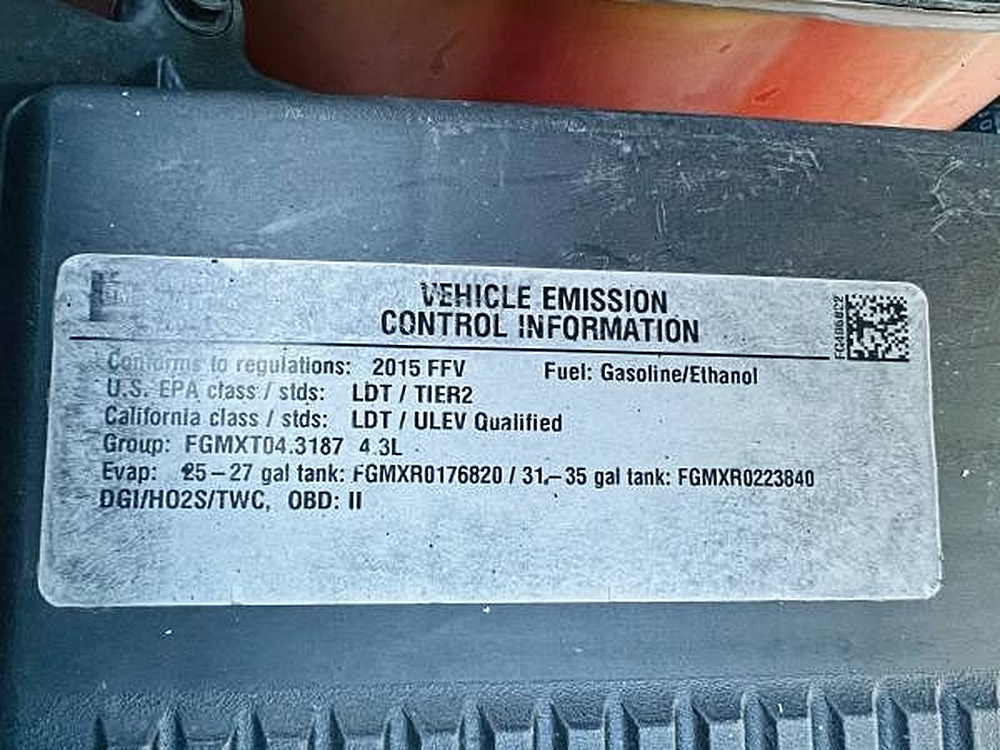 VEHICLE EMISSION
CONTROL INFORMATION
Conforms to regulations: 2015 FFV Fuel: Gasoline/Ethanol
U.S. EPA class / stds: LDT / TIER2
California class / stds: LDT / ULEV Qualified
Group: FGMXT04.3187 4.3L
Evap: 25-27 gal tank: FGMXR0176820 / 31-35 gal tank: FGMXR0223840
DGI/HO2S/TWC, OBD: II